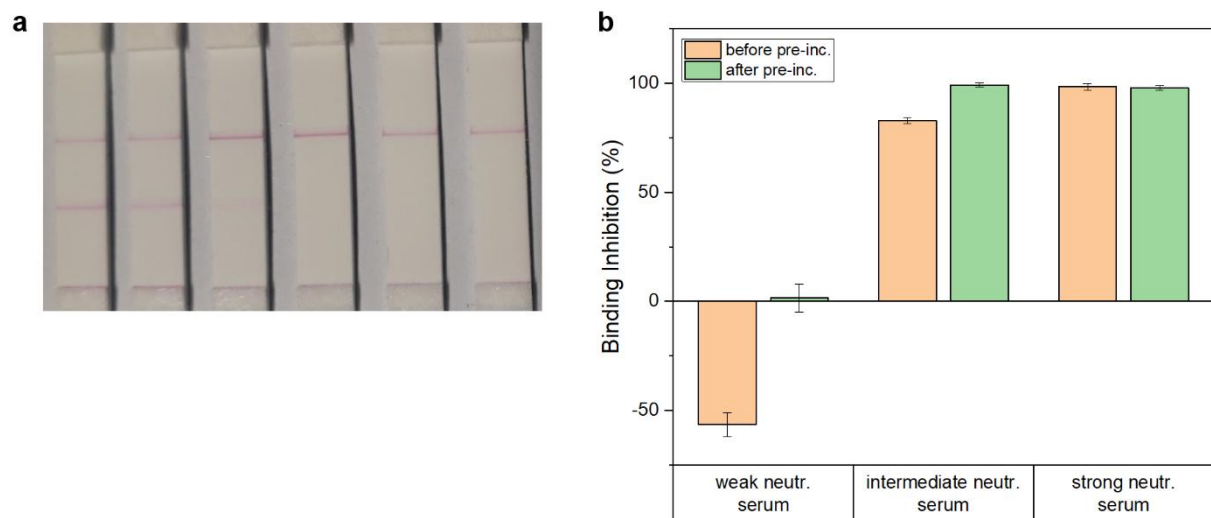 a
b
before pre-inc.
after pre-inc.
Binding Inhibition (%)
100
50
0
-50
weak neutr.
serum
intermediate neutr.
serum
strong neutr.
serum